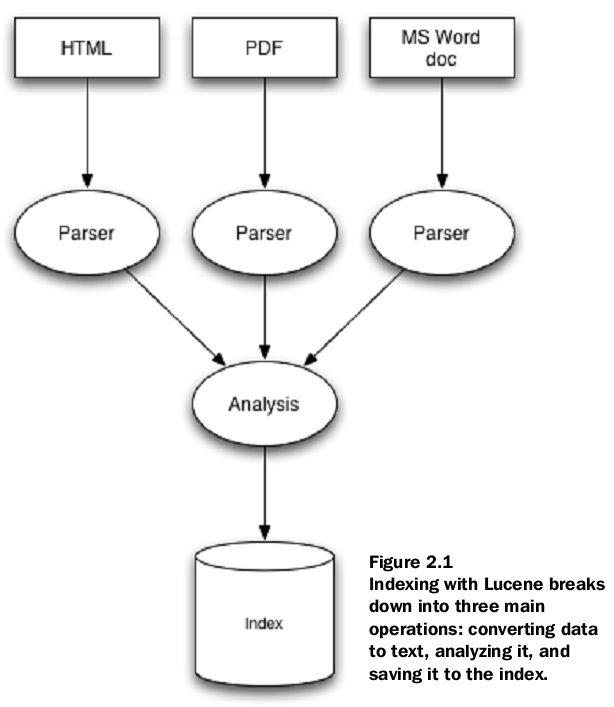 HTML
PDF
MS Word
doc
Parser
Parser
Parser
Analysis
Index
Figure 2.1
Indexing with Lucene breaks
down into three main
operations: converting data
to text, analyzing it, and
saving it to the index.